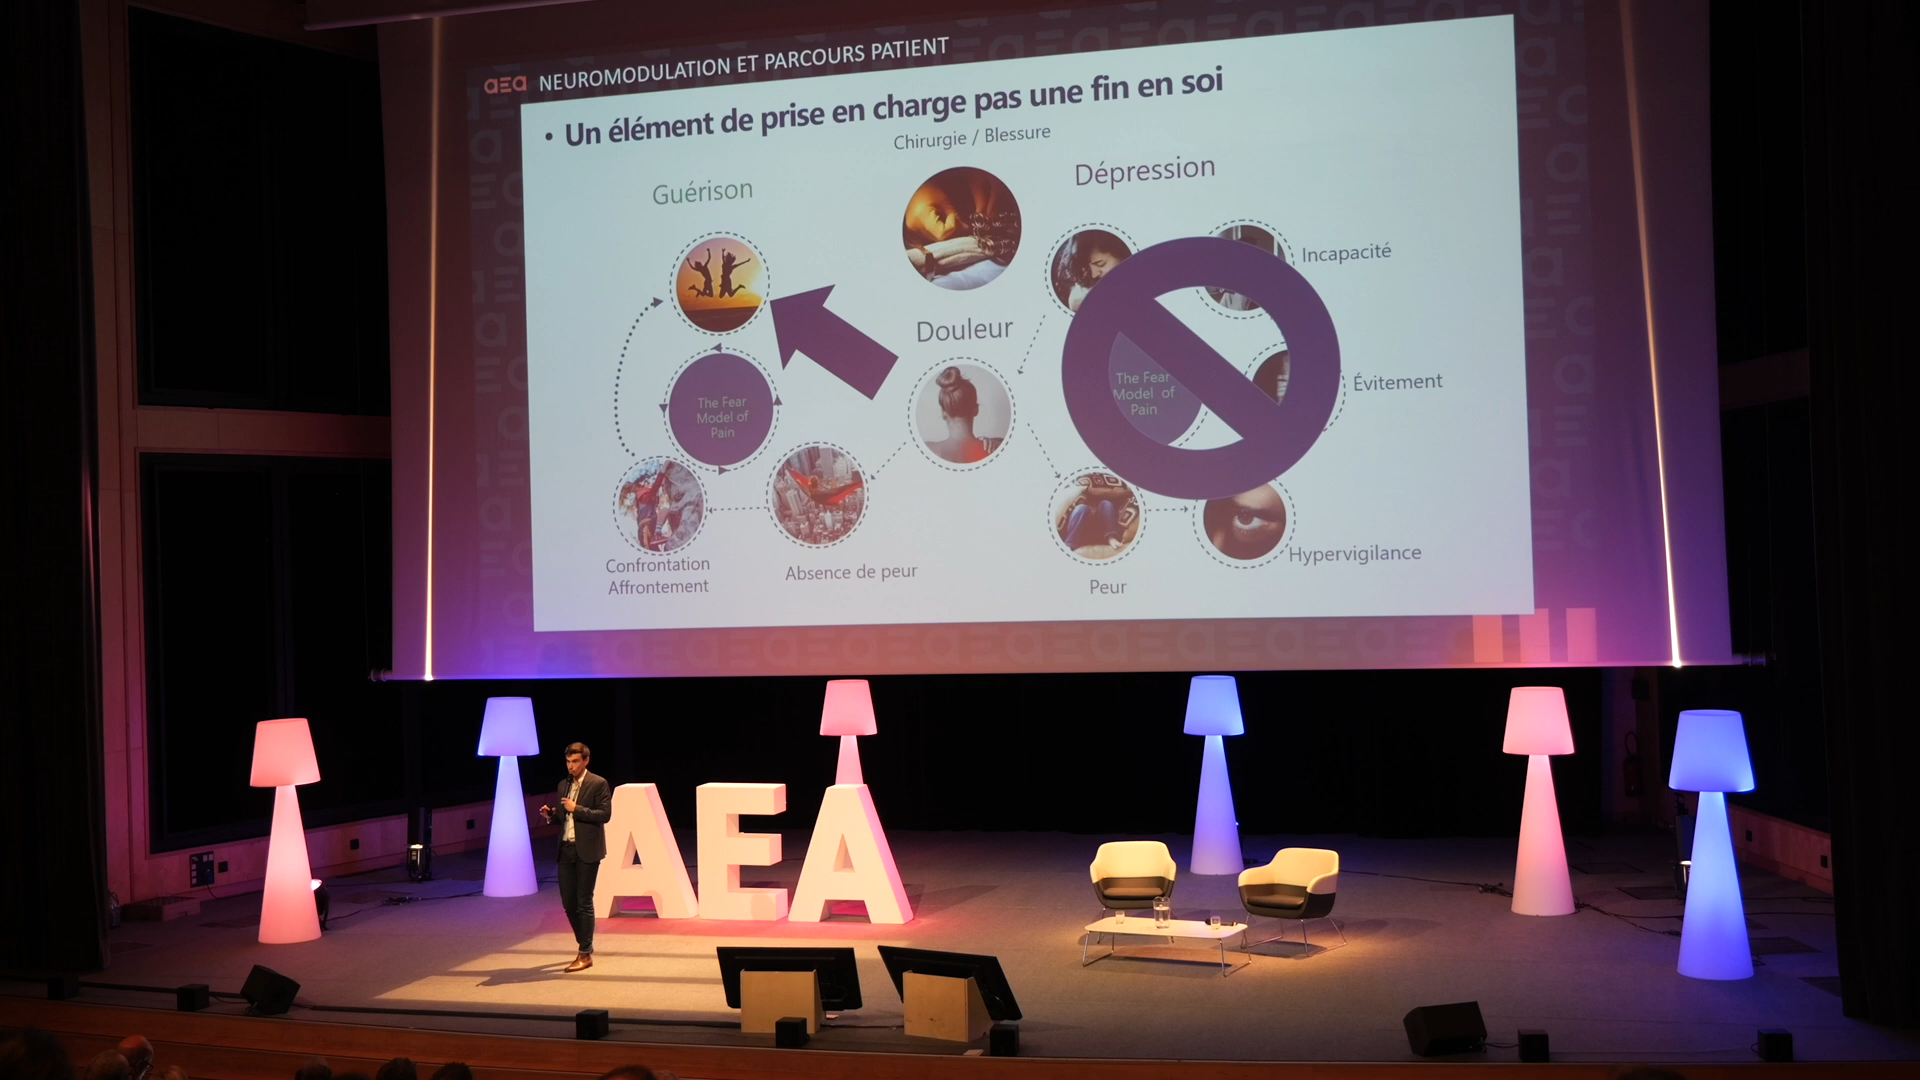 aea NEUROMODULATION ET PARCOURS PATIENT
• Un élément de prise en charge pas une fin en soi
Chirurgie / Blessure
Guérison
Dépression
Incapacité
Douleur
Évitement
The Fear
Model of
Pain
The Fear
Model of
Pain
Confrontation
Affrontement
Absence de peur
Peur
Hypervigilance
AEA